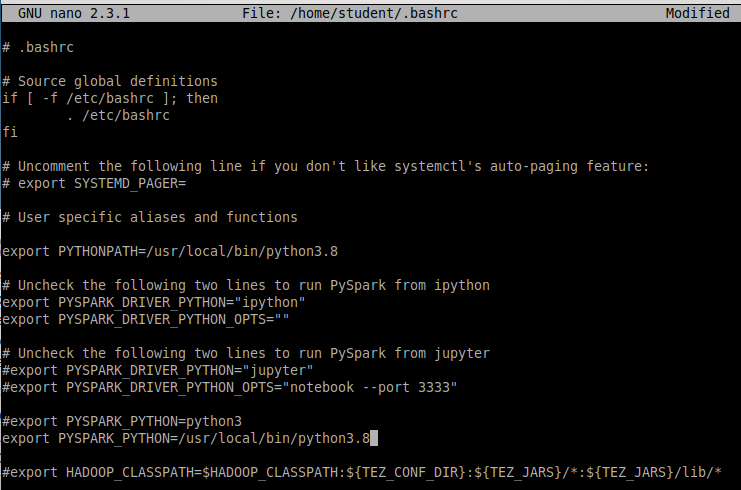 GNU nano 2.3.1 File: /home/student/.bashrc Modified
# .bashrc
# Source global definitions
if [ -f /etc/bashrc ]; then
. /etc/bashrc
fi
# Uncomment the following line if you don't like systemctl's auto-paging feature:
# export SYSTEMD_PAGER=
# User specific aliases and functions
export PYTHONPATH=/usr/local/bin/python3.8
# Uncheck the following two lines to run PySpark from ipython
export PYSPARK_DRIVER_PYTHON="ipython"
export PYSPARK_DRIVER_PYTHON_OPTS=""
# Uncheck the following two lines to run PySpark from jupyter
#export PYSPARK_DRIVER_PYTHON="jupyter"
#export PYSPARK_DRIVER_PYTHON_OPTS="notebook --port 3333"
#export PYSPARK_PYTHON=python3
export PYSPARK_PYTHON=/usr/local/bin/python3.8
#export HADOOP_CLASSPATH=$HADOOP_CLASSPATH:${TEZ_CONF_DIR}:${TEZ_JARS}/*:${TEZ_JARS}/lib/*